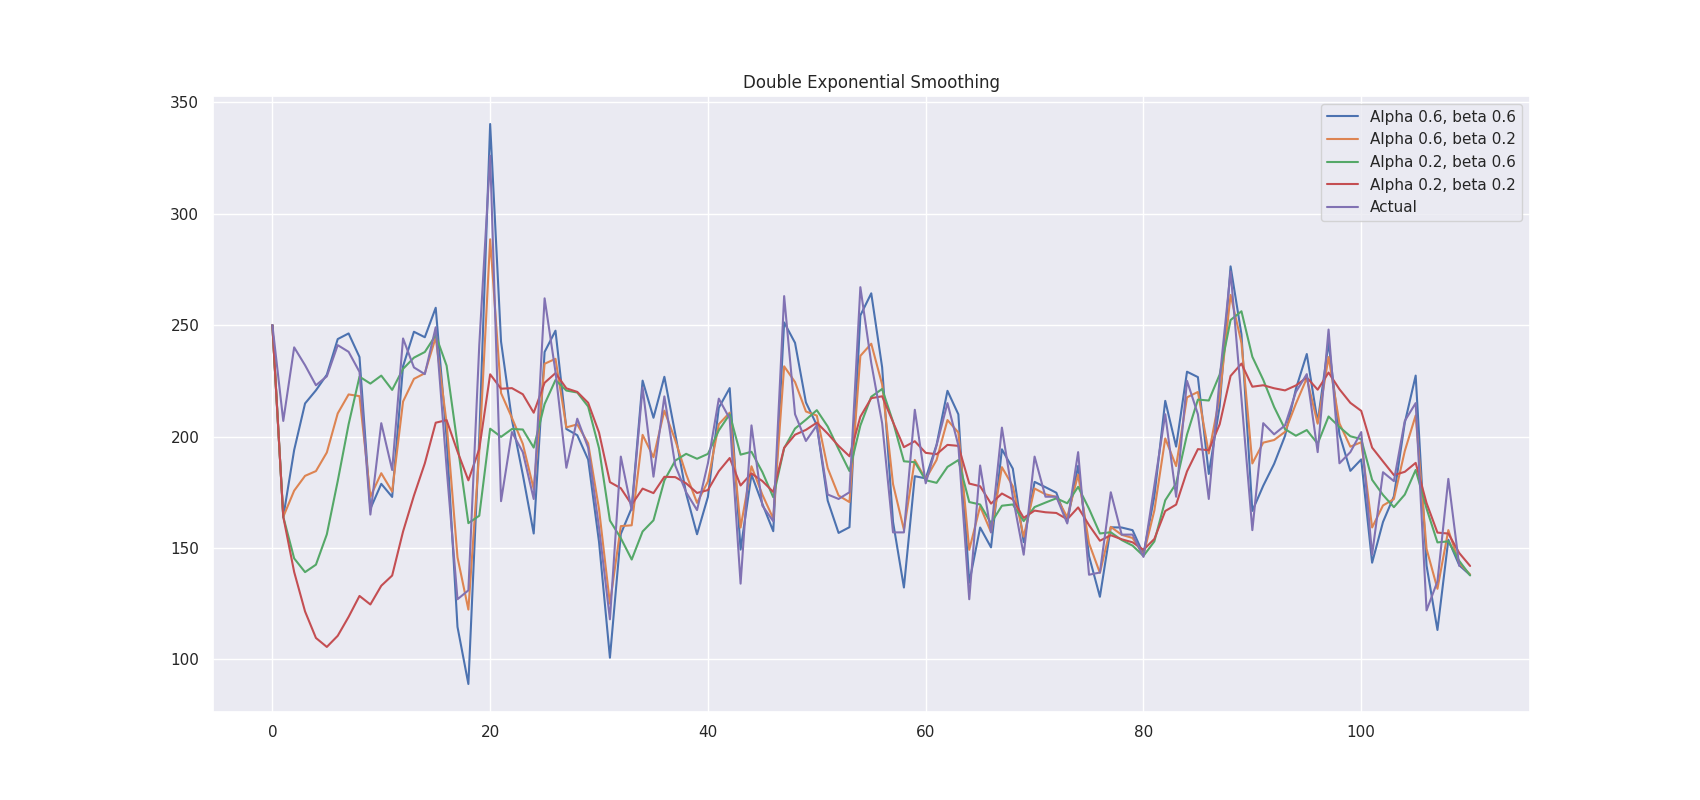 Double Exponential Smoothing
350
300
250
200
150
100
0 20 40 60 80 100
Alpha 0.6, beta 0.6
Alpha 0.6, beta 0.2
Alpha 0.2, beta 0.6
Alpha 0.2, beta 0.2
Actual